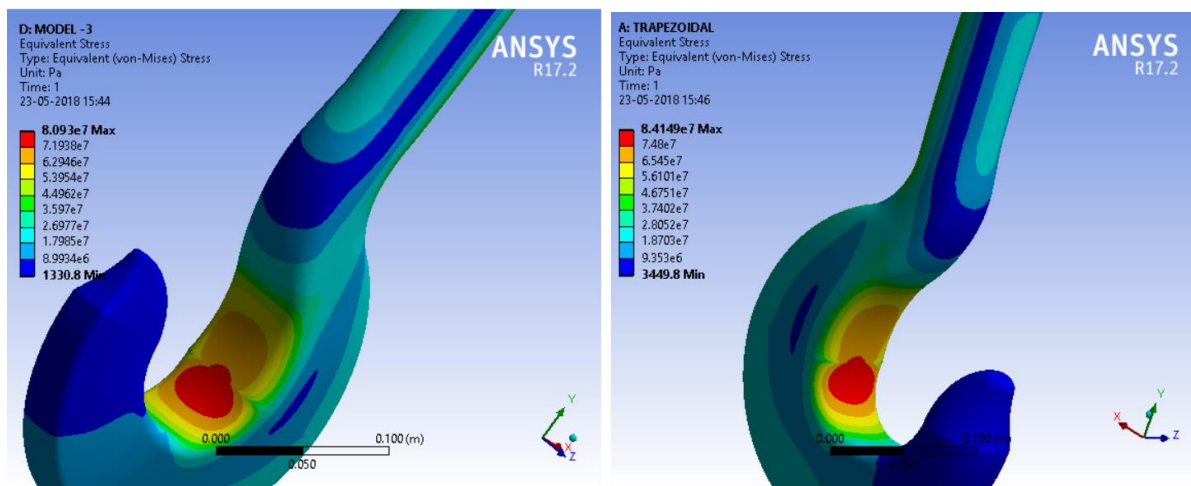 D: MODEL -3
Equivalent Stress
Type: Equivalent (von-Mises) Stress
Unit: Pa
Time: 1
23-05-2018 15:44
8.093e7 Max
7.1938e7
6.2946e7
5.3954e7
4.4962e7
3.597e7
2.6977e7
1.7985e7
8.9934e6
1330.8 Min
ANSYS
R17.2
0.000
0.100 (m)
0.050
Y
X
Z
A: TRAPEZOIDAL
Equivalent Stress
Type: Equivalent (von-Mises) Stress
Unit: Pa
Time: 1
23-05-2018 15:46
8.4149e7 Max
7.48e7
6.545e7
5.6101e7
4.6751e7
3.7402e7
2.8052e7
1.8703e7
9.353e6
3449.8 Min
ANSYS
R17.2
0.000
0.100 (m)
0.050
Y
X
Z